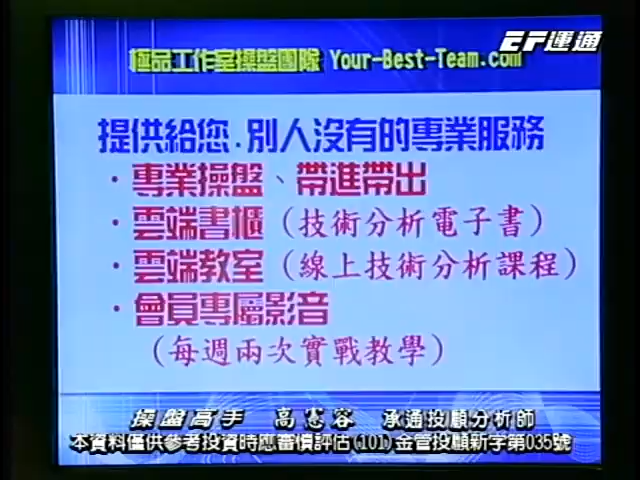 EF運通
極品工作室操盤團隊 Your-Best-Team.com
提供給您.別人沒有的專業服務
・專業操盤、帶進帶出
・雲端書櫃（技術分析電子書）
・雲端教室（線上技術分析課程）
・會員專屬影音
（每週兩次實戰教學）
操盤高手 高憲容 承通投顧分析師
本資料僅供參考投資時應審慎評估(101)金管投顧新字第035號